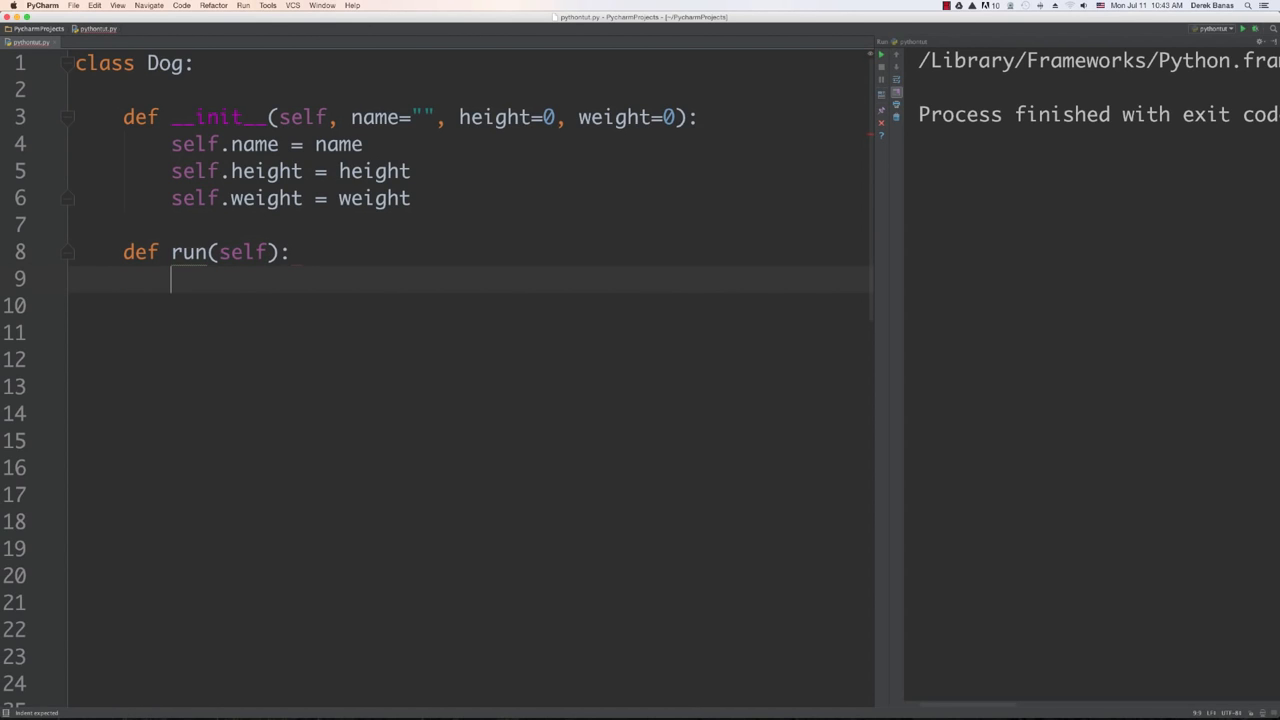 PyCharm File Edit View Navigate Code Refactor Run Tools VCS Window Help
10 Mon Jul 11 10:43 AM Derek Banas
pythontut.py - PycharmProjects - [~/PycharmProjects]
PycharmProjects pythontut.py
pythontut
pythontut.py
Run pythontut
1 class Dog:
2
3 def __init__(self, name="", height=0, weight=0):
4 self.name = name
5 self.height = height
6 self.weight = weight
7
8 def run(self):
9
10
11
12
13
14
15
16
17
18
19
20
21
22
23
24
/Library/Frameworks/Python.fra
Process finished with exit cod
Indent expected
9:9 LF÷ UTF-8÷